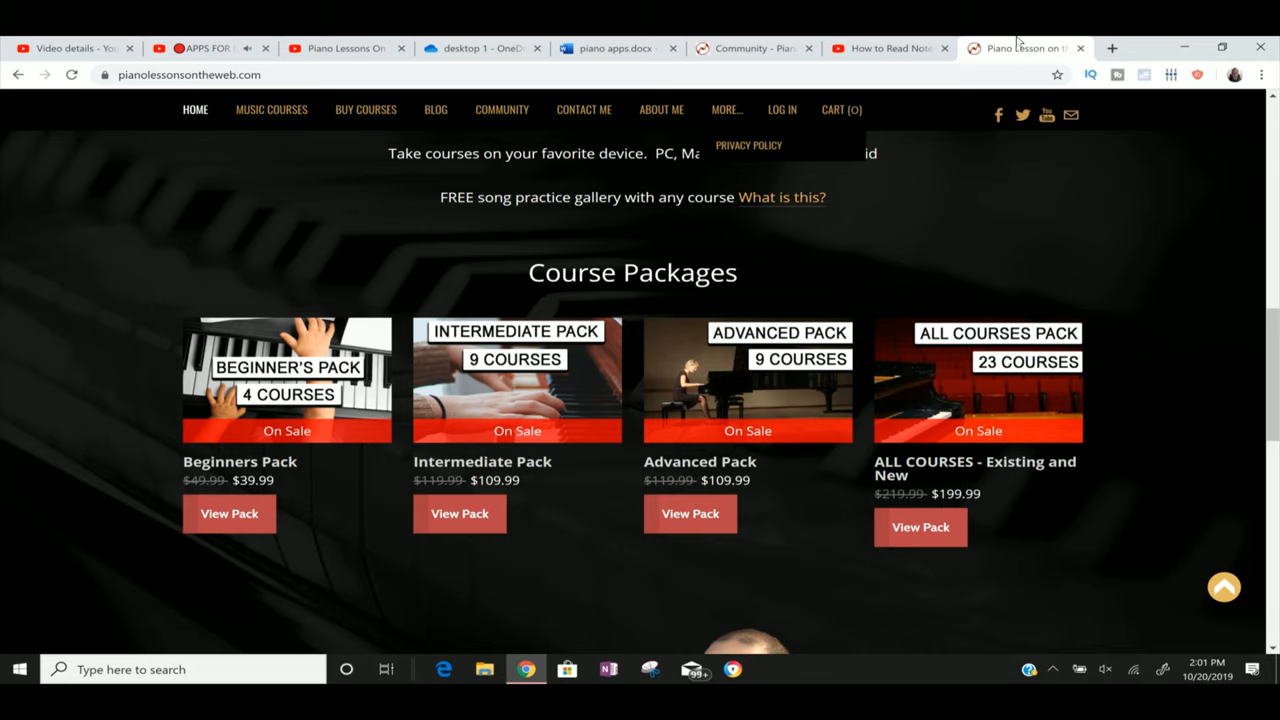 Video details - You
APPS FOR
Piano Lessons On
desktop 1 - OneD
piano apps.docx
Community - Pian
How to Read Note
Piano Lesson on t
pianolessonsontheweb.com
HOME MUSIC COURSES BUY COURSES BLOG COMMUNITY CONTACT ME ABOUT ME MORE... LOG IN CART (0)
PRIVACY POLICY
Take courses on your favorite device. PC, Ma id
FREE song practice gallery with any course What is this?
Course Packages
BEGINNER'S PACK
4 COURSES
On Sale
Beginners Pack
$49.99 $39.99
View Pack
INTERMEDIATE PACK
9 COURSES
On Sale
Intermediate Pack
$119.99 $109.99
View Pack
ADVANCED PACK
9 COURSES
On Sale
Advanced Pack
$119.99 $109.99
View Pack
ALL COURSES PACK
23 COURSES
On Sale
ALL COURSES - Existing and
New
$219.99 $199.99
View Pack
Type here to search
99+
2:01 PM
10/20/2019